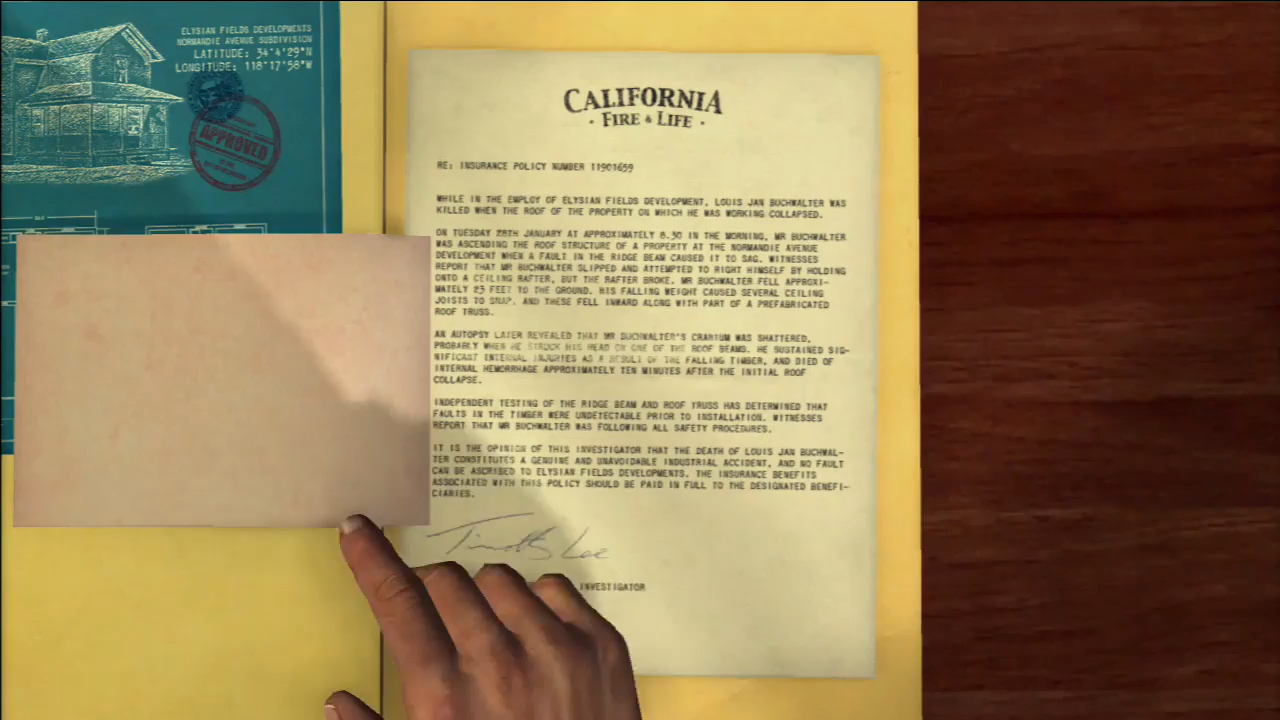 ELYSIAN FIELDS DEVELOPMENTS
NORMANDIE AVENUE SUBDIVISION
LATITUDE: 34°4'29"N
LONGITUDE: 118°17'58"W
APPROVED
CALIFORNIA
· FIRE & LIFE ·
RE: INSURANCE POLICY NUMBER 11901659
WHILE IN THE EMPLOY OF ELYSIAN FIELDS DEVELOPMENT, LOUIS JAN BUCHWALTER WAS
KILLED WHEN THE ROOF OF THE PROPERTY ON WHICH HE WAS WORKING COLLAPSED.
ON TUESDAY 28TH JANUARY AT APPROXIMATELY 8.30 IN THE MORNING, MR BUCHWALTER
WAS ASCENDING THE ROOF STRUCTURE OF A PROPERTY AT THE NORMANDIE AVENUE
DEVELOPMENT WHEN A FAULT IN THE RIDGE BEAM CAUSED IT TO SAG. WITNESSES
REPORT THAT MR BUCHWALTER SLIPPED AND ATTEMPTED TO RIGHT HIMSELF BY HOLDING
ONTO A CEILING RAFTER, BUT THE RAFTER BROKE. MR BUCHWALTER FELL APPROXI-
MATELY 23 FEET TO THE GROUND. HIS FALLING WEIGHT CAUSED SEVERAL CEILING
JOISTS TO SNAP, AND THESE FELL INWARD ALONG WITH PART OF A PREFABRICATED
ROOF TRUSS.
AN AUTOPSY LATER REVEALED THAT MR BUCHWALTER'S CRANIUM WAS SHATTERED,
PROBABLY WHEN HE STRUCK HIS HEAD ON ONE OF THE ROOF BEAMS. HE SUSTAINED SIG-
NIFICANT INTERNAL INJURIES AS A RESULT OF THE FALLING TIMBER, AND DIED OF
INTERNAL HEMORRHAGE APPROXIMATELY TEN MINUTES AFTER THE INITIAL ROOF
COLLAPSE.
INDEPENDENT TESTING OF THE RIDGE BEAM AND ROOF TRUSS HAS DETERMINED THAT
FAULTS IN THE TIMBER WERE UNDETECTABLE PRIOR TO INSTALLATION. WITNESSES
REPORT THAT MR BUCHWALTER WAS FOLLOWING ALL SAFETY PROCEDURES.
IT IS THE OPINION OF THIS INVESTIGATOR THAT THE DEATH OF LOUIS JAN BUCHWAL-
TER CONSTITUTES A GENUINE AND UNAVOIDABLE INDUSTRIAL ACCIDENT, AND NO FAULT
CAN BE ASCRIBED TO ELYSIAN FIELDS DEVELOPMENTS. THE INSURANCE BENEFITS
ASSOCIATED WITH THIS POLICY SHOULD BE PAID IN FULL TO THE DESIGNATED BENEFI-
CIARIES.
Timothy Lee
INVESTIGATOR